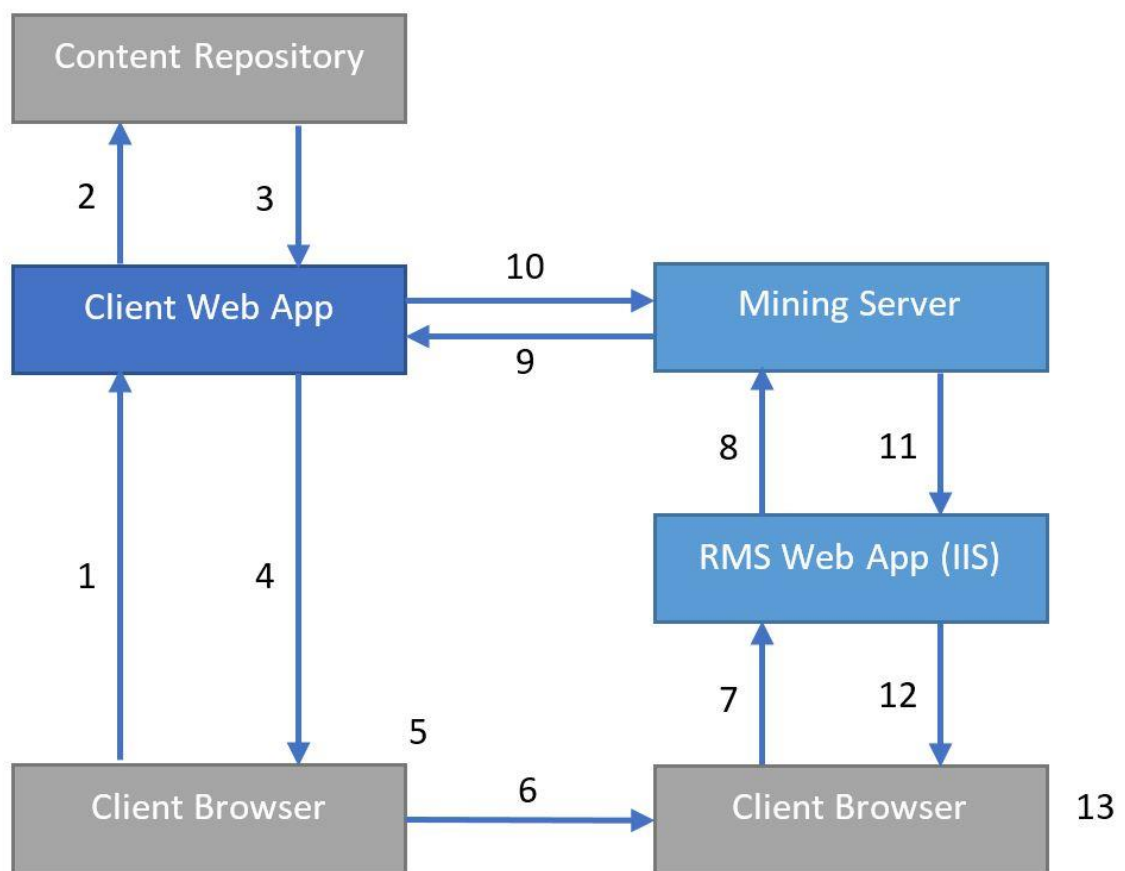 Content Repository
2
3
Client Web App
10
9
Mining Server
8
11
RMS Web App (IIS)
1
4
7
12
5
Client Browser
6
Client Browser
13